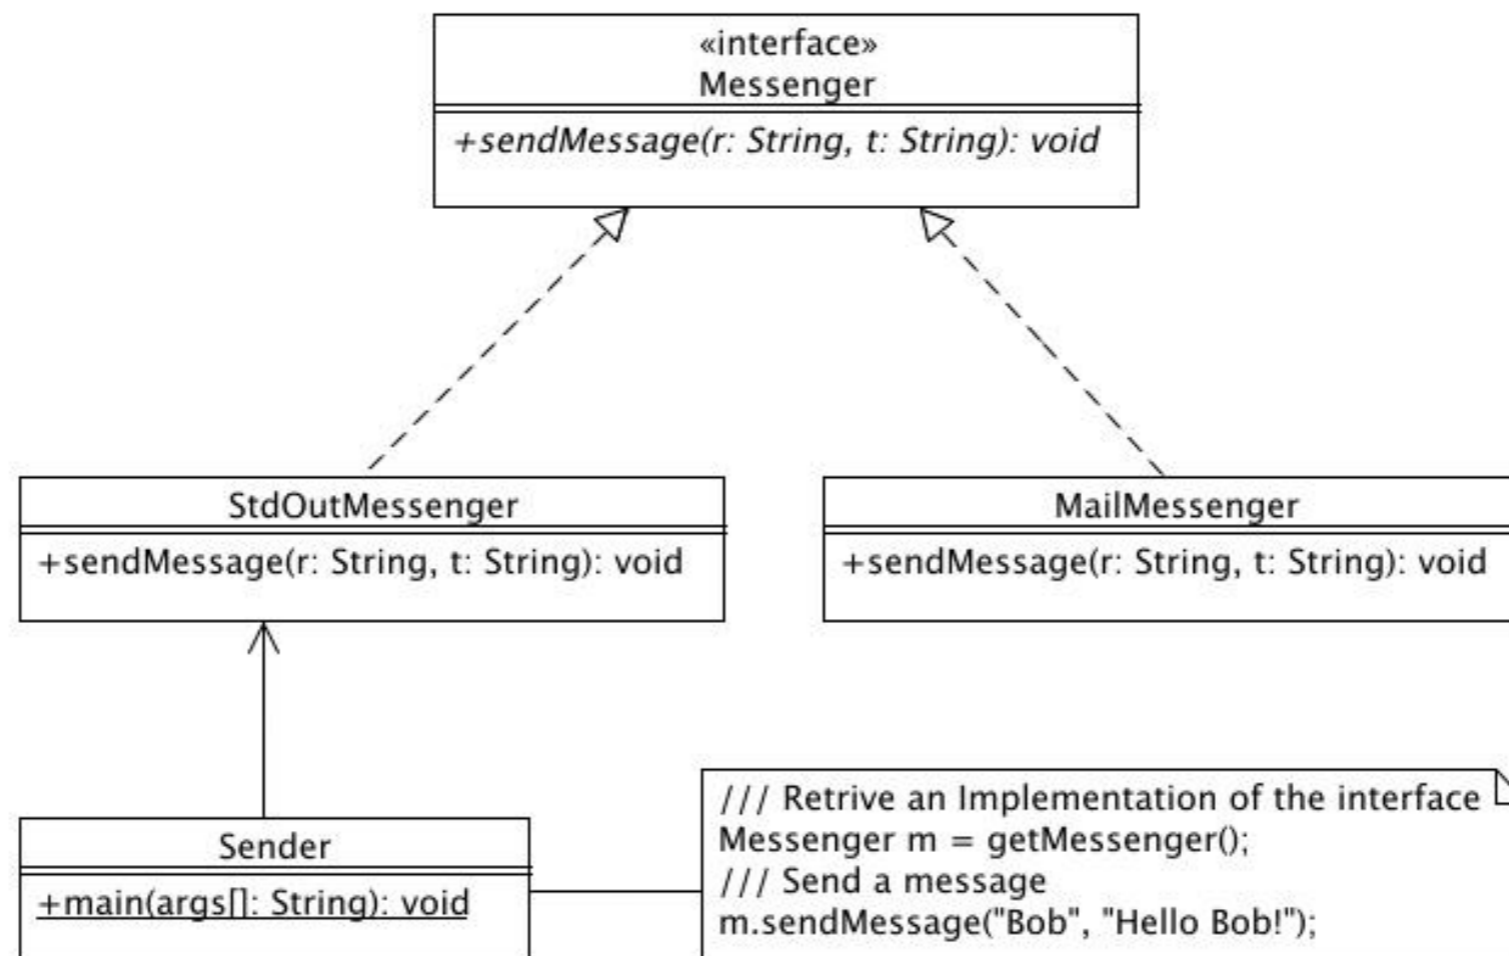 «interface»
Messenger
+sendMessage(r: String, t: String): void
StdOutMessenger
+sendMessage(r: String, t: String): void
MailMessenger
+sendMessage(r: String, t: String): void
Sender
+main(args[]: String): void
/// Retrive an Implementation of the interface
Messenger m = getMessenger();
/// Send a message
m.sendMessage("Bob", "Hello Bob!");